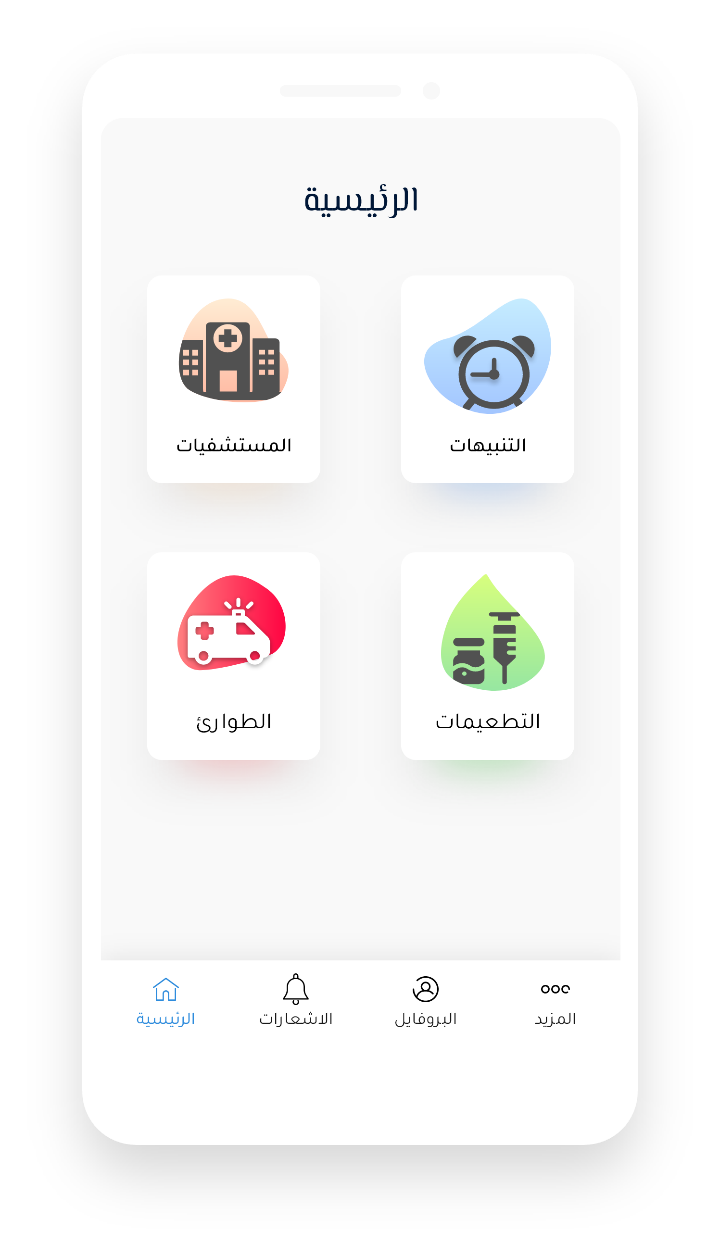 الرئيسية
التنبيهات
المستشفيات
التطعيمات
الطوارئ
المزيد
البروفايل
الاشعارات
الرئيسية